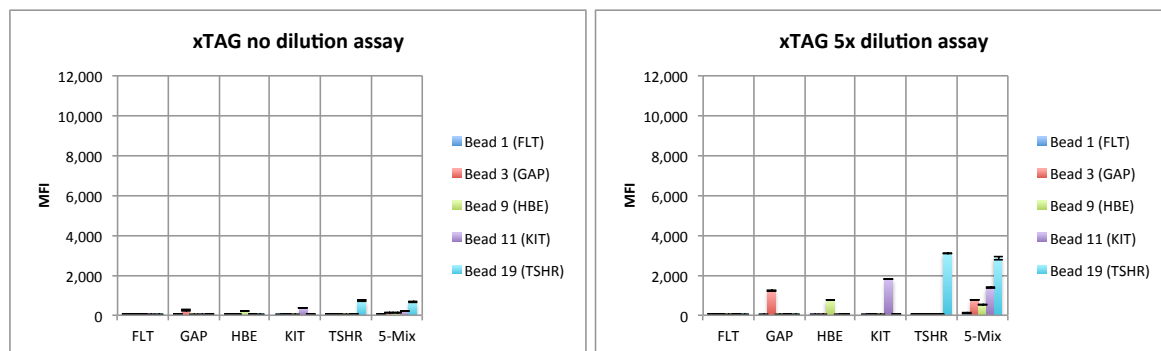 xTAG no dilution assay
12,000
10,000
8,000
6,000
4,000
2,000
0
MFI
FLT GAP HBE KIT TSHR 5-Mix
Bead 1 (FLT)
Bead 3 (GAP)
Bead 9 (HBE)
Bead 11 (KIT)
Bead 19 (TSHR)
xTAG 5x dilution assay
12,000
10,000
8,000
6,000
4,000
2,000
0
MFI
FLT GAP HBE KIT TSHR 5-Mix
Bead 1 (FLT)
Bead 3 (GAP)
Bead 9 (HBE)
Bead 11 (KIT)
Bead 19 (TSHR)